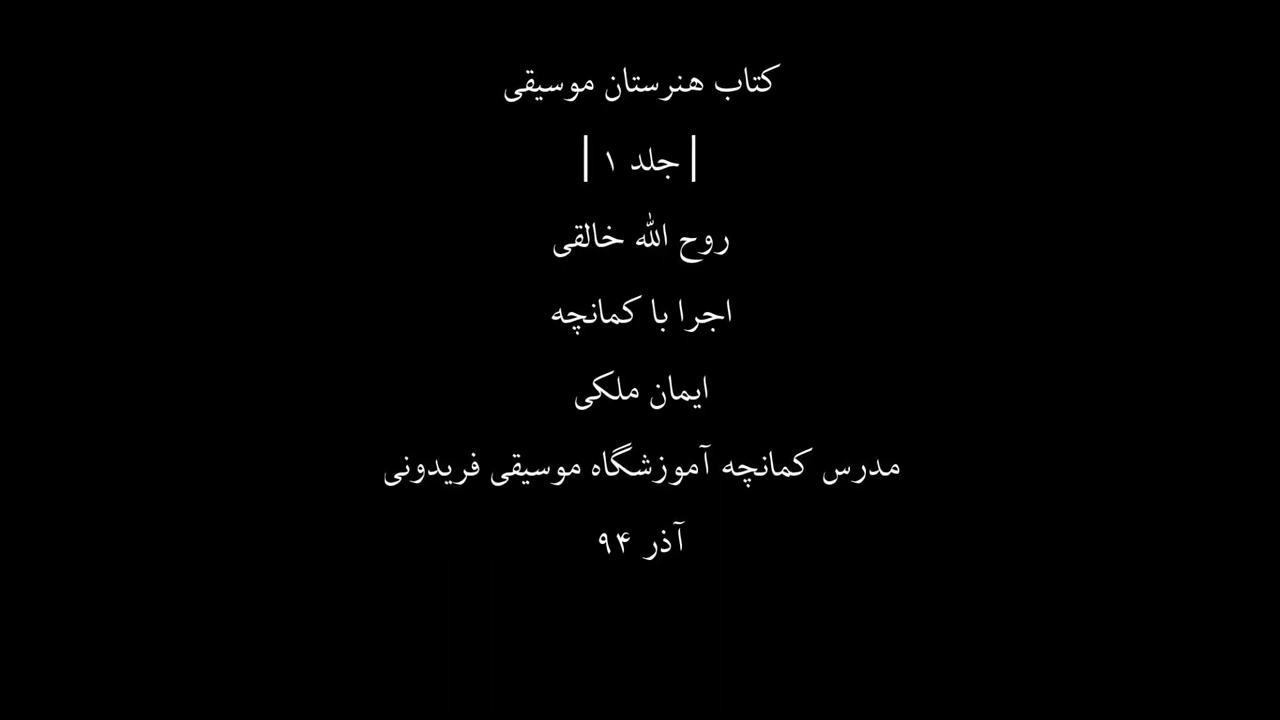 کتاب هنرستان موسیقی
| جلد ۱ |
روح الله خالقی
اجرا با کمانچه
ایمان ملکی
مدرس کمانچه آموزشگاه موسیقی فریدونی
آذر ۹۴